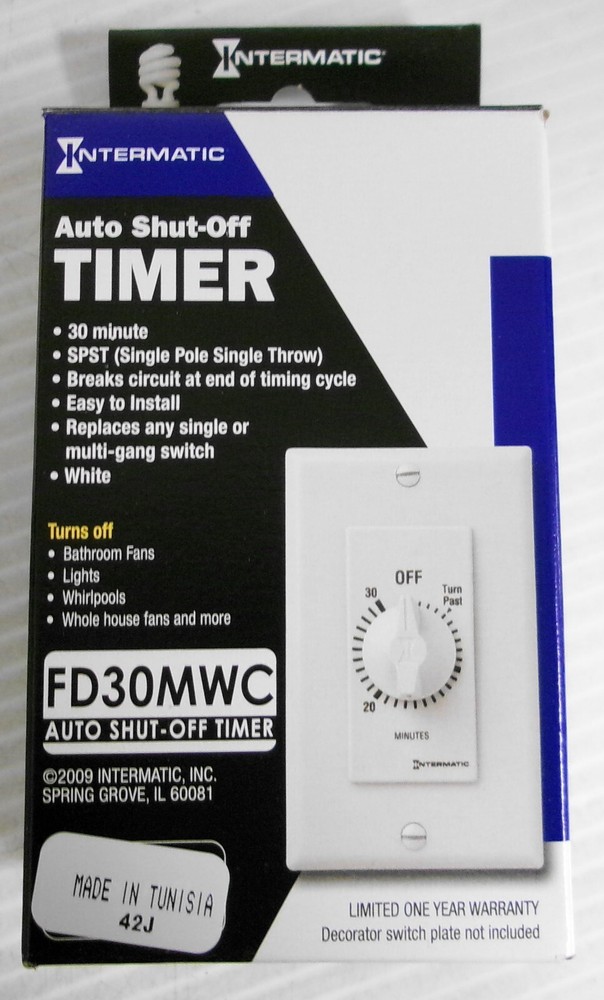 INTERMATIC®
INTERMATIC
Auto Shut-Off
TIMER
• 30 minute
• SPST (Single Pole Single Throw)
• Breaks circuit at end of timing cycle
• Easy to Install
• Replaces any single or
multi-gang switch
• White
Turns off
• Bathroom Fans
• Lights
• Whirlpools
• Whole house fans and more
FD30MWC
AUTO SHUT-OFF TIMER
©2009 INTERMATIC, INC.
SPRING GROVE, IL 60081
MADE IN TUNISIA
42J
OFF
Turn
Past
30
20
MINUTES
INTERMATIC
LIMITED ONE YEAR WARRANTY
Decorator switch plate not included